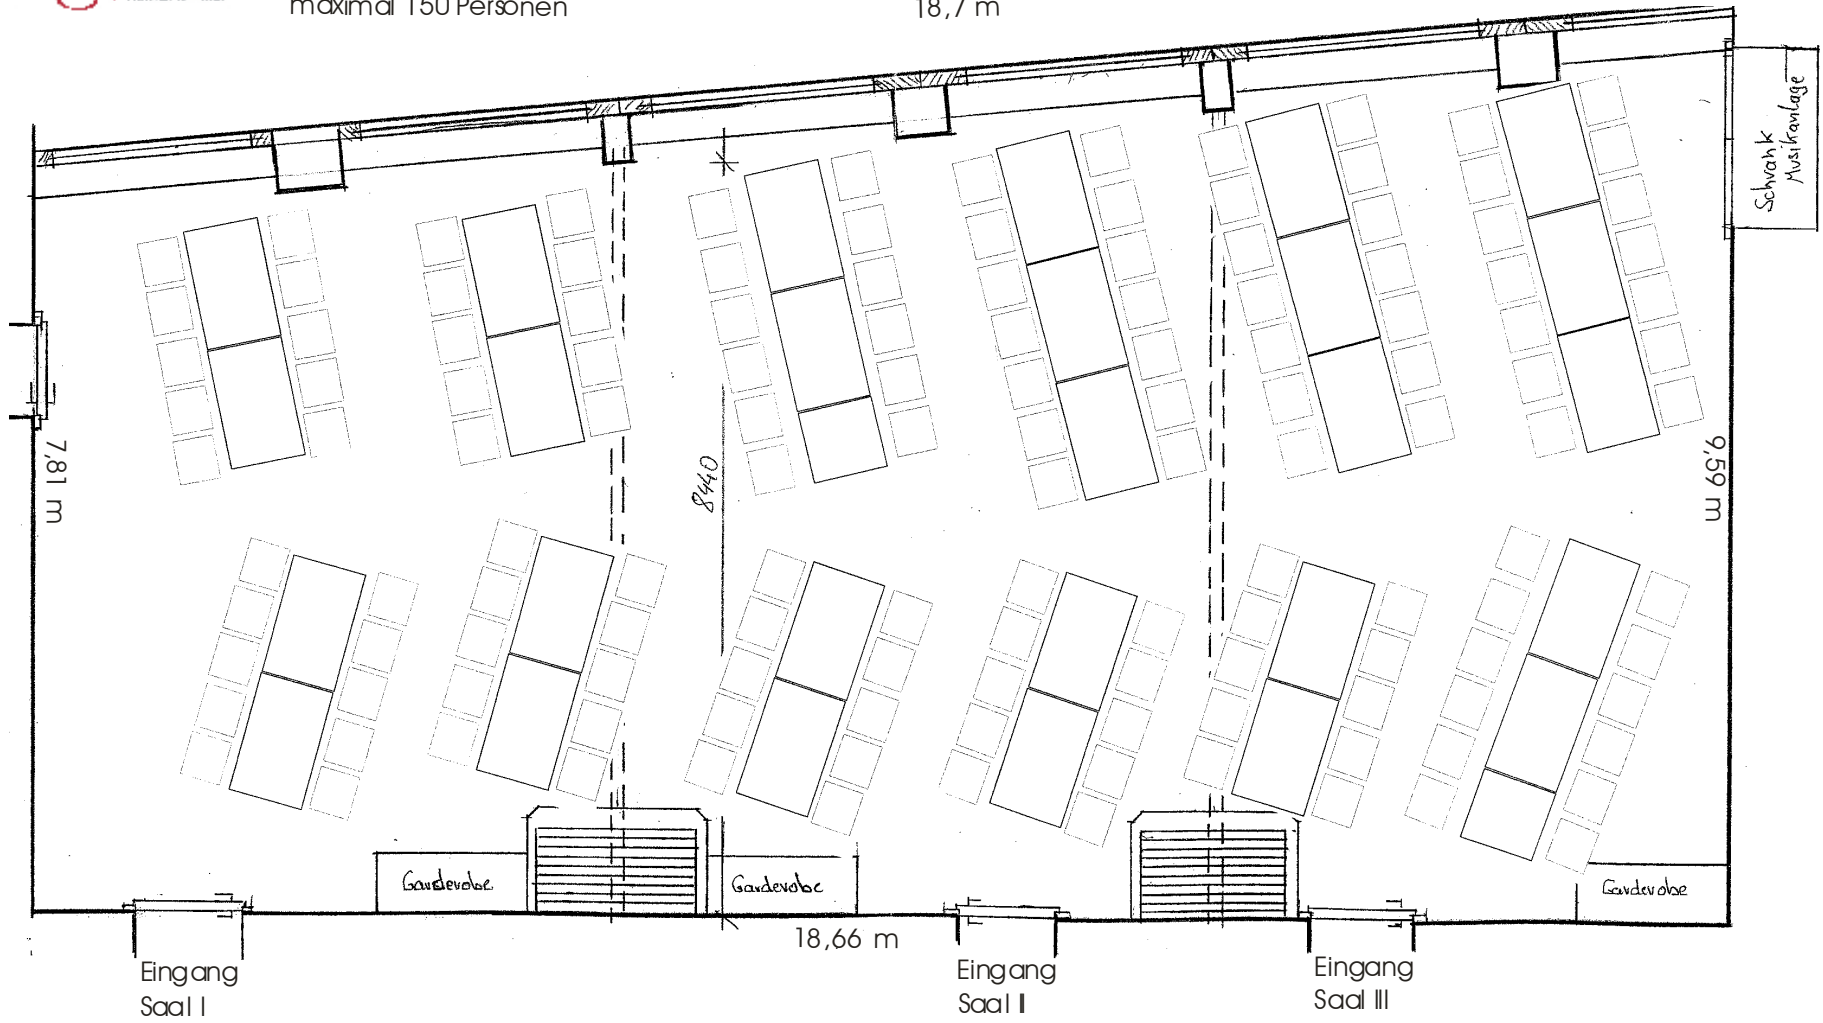 maximal 150 Personen
18,7 m
Schrank
Musikanlage
7,81 m
8440
9,59 m
Garderobe
Garderobe
Garderobe
18,66 m
Eingang
Saal I
Eingang
Saal II
Eingang
Saal III